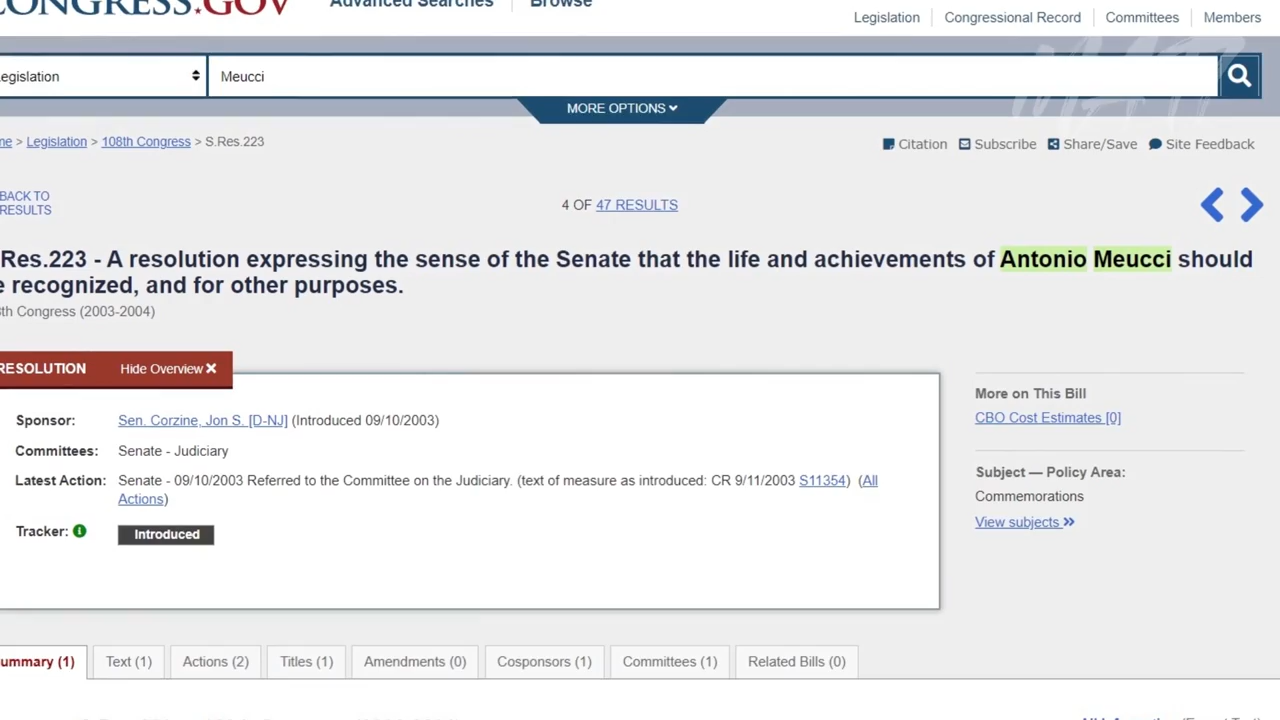 CONGRESS.GOV Advanced Searches Browse
Legislation Congressional Record Committees Members
egislation Meucci
MORE OPTIONS
me > Legislation > 108th Congress > S.Res.223 Citation Subscribe Share/Save Site Feedback
BACK TO
RESULTS
4 OF 47 RESULTS
Res.223 - A resolution expressing the sense of the Senate that the life and achievements of Antonio Meucci should
e recognized, and for other purposes.
th Congress (2003-2004)
RESOLUTION Hide Overview
Sponsor: Sen. Corzine, Jon S. [D-NJ] (Introduced 09/10/2003)
Committees: Senate - Judiciary
Latest Action: Senate - 09/10/2003 Referred to the Committee on the Judiciary. (text of measure as introduced: CR 9/11/2003 S11354) (All
Actions)
Tracker: Introduced
More on This Bill
CBO Cost Estimates [0]
Subject — Policy Area:
Commemorations
View subjects
ummary (1) Text (1) Actions (2) Titles (1) Amendments (0) Cosponsors (1) Committees (1) Related Bills (0)